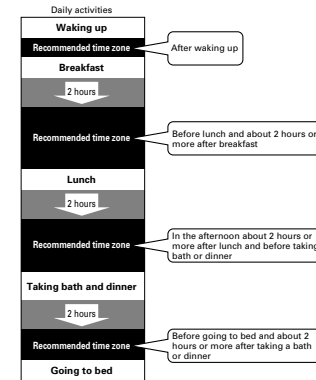 Daily activities
Waking up
Recommended time zone
After waking up
Breakfast
2 hours
Recommended time zone
Before lunch and about 2 hours or
more after breakfast
Lunch
2 hours
Recommended time zone
In the afternoon about 2 hours or
more after lunch and before taking
bath or dinner
Taking bath and dinner
2 hours
Recommended time zone
Before going to bed and about 2
hours or more after taking a bath
or dinner
Going to bed